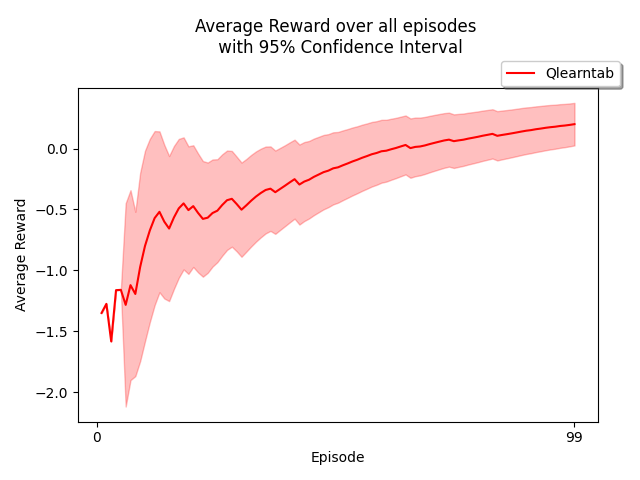 Average Reward over all episodes
with 95% Confidence Interval
Qlearntab
0.0
−0.5
−1.0
−1.5
−2.0
Average Reward
0
99
Episode